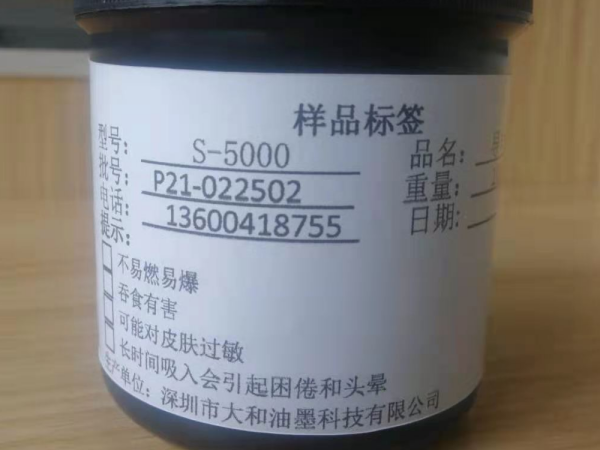 样品标签
型号: S-5000 品名:
批号: P21-022502 重量:
电话: 13600418755 日期:
提示:
不易燃易爆
吞食有害
可能对皮肤过敏
长时间吸入会引起困倦和头晕
生产单位: 深圳市大和油墨科技有限公司